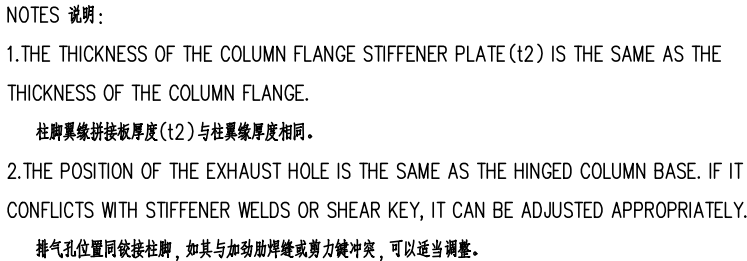 NOTES 说明:
1.THE THICKNESS OF THE COLUMN FLANGE STIFFENER PLATE(t2) IS THE SAME AS THE
THICKNESS OF THE COLUMN FLANGE.
柱脚翼缘拼接板厚度(t2)与柱翼缘厚度相同。
2.THE POSITION OF THE EXHAUST HOLE IS THE SAME AS THE HINGED COLUMN BASE. IF IT
CONFLICTS WITH STIFFENER WELDS OR SHEAR KEY, IT CAN BE ADJUSTED APPROPRIATELY.
排气孔位置同铰接柱脚,如其与加劲肋焊缝或剪力键冲突,可以适当调整。